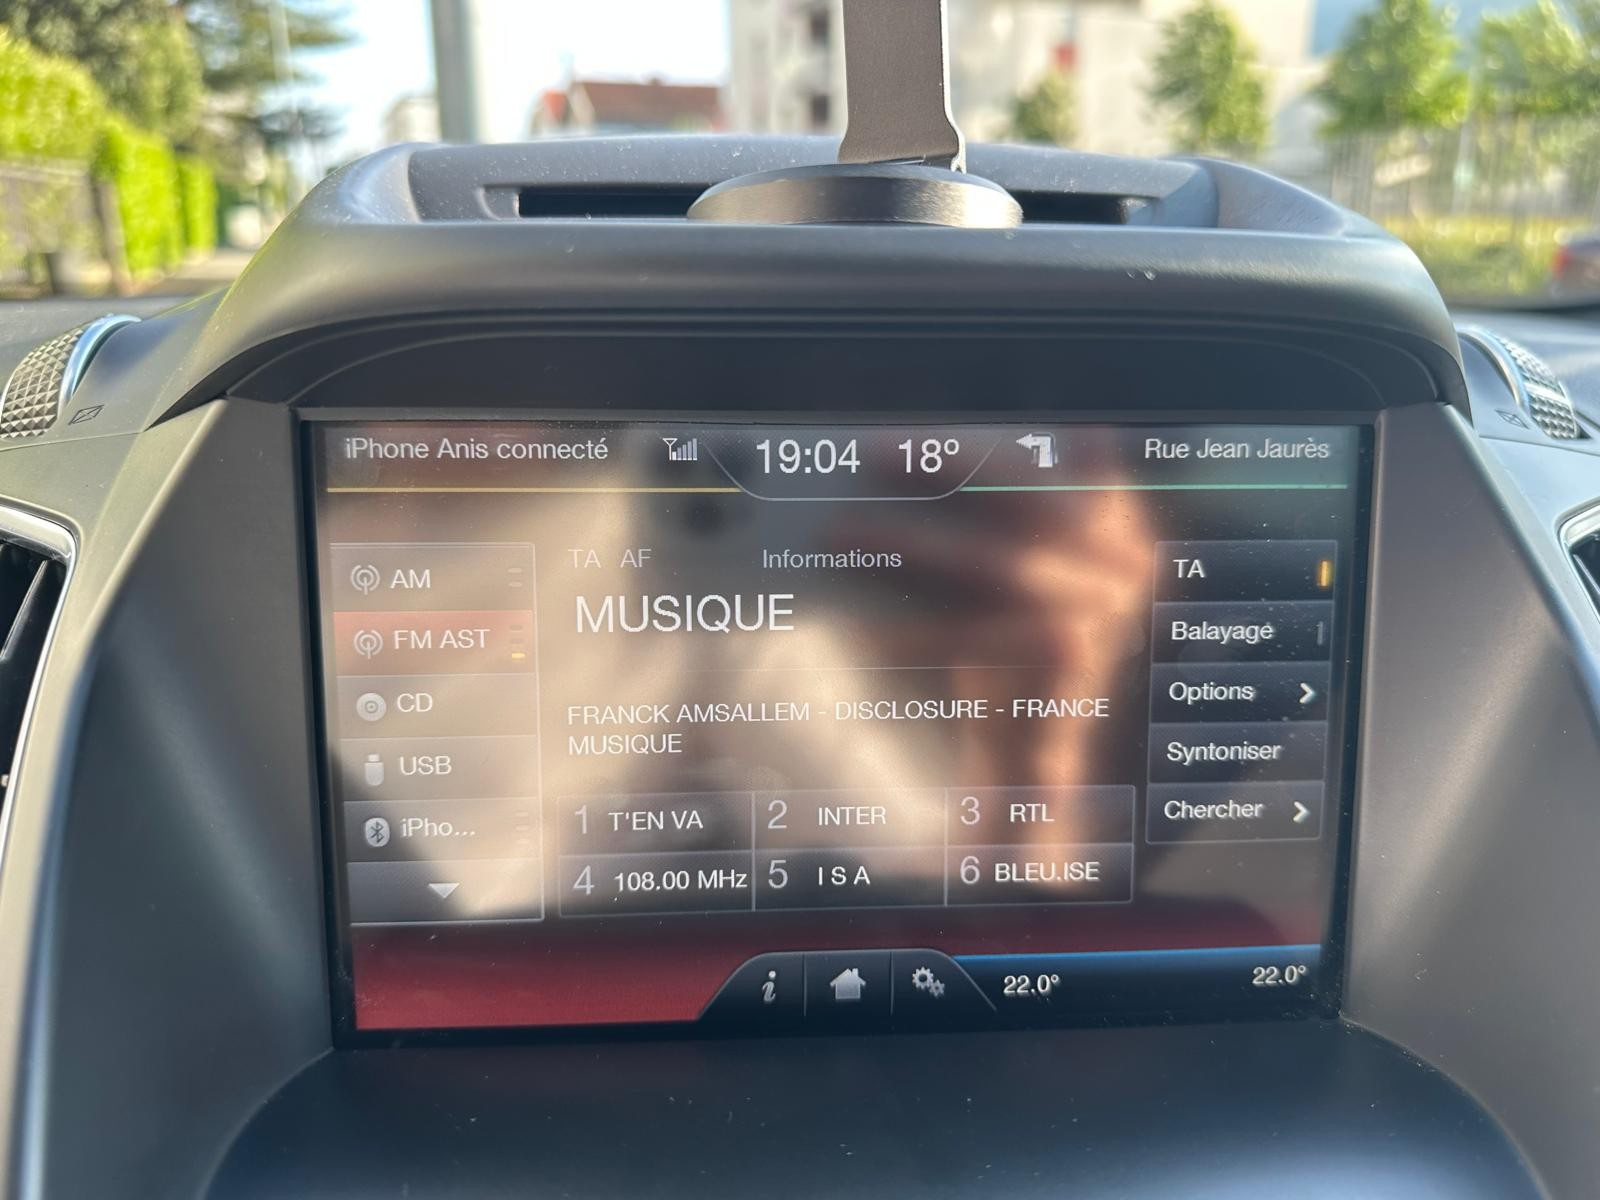 iPhone Anis connecté 19:04 18° Rue Jean Jaurès
TA AF Informations
MUSIQUE
FRANCK AMSALLEM - DISCLOSURE - FRANCE
MUSIQUE
AM
FM AST
CD
USB
iPho...
1 T'EN VA 2 INTER 3 RTL
4 108.00 MHz 5 I S A 6 BLEU.ISE
TA
Balayage
Options
Syntoniser
Chercher
i 22.0° 22.0°